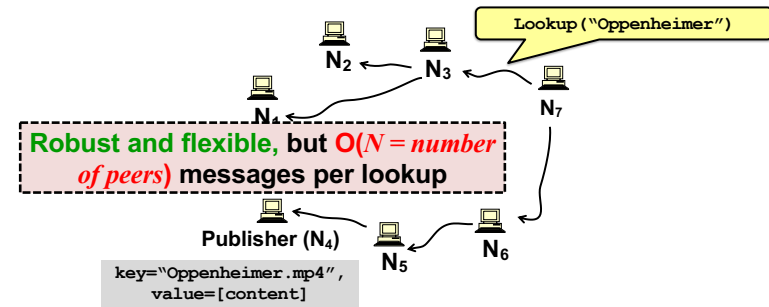 Lookup(“Oppenheimer”)
N2
N3
N7
N1
Robust and flexible, but O(N = number
of peers) messages per lookup
Publisher (N4)
N5
N6
key=“Oppenheimer.mp4”,
value=[content]